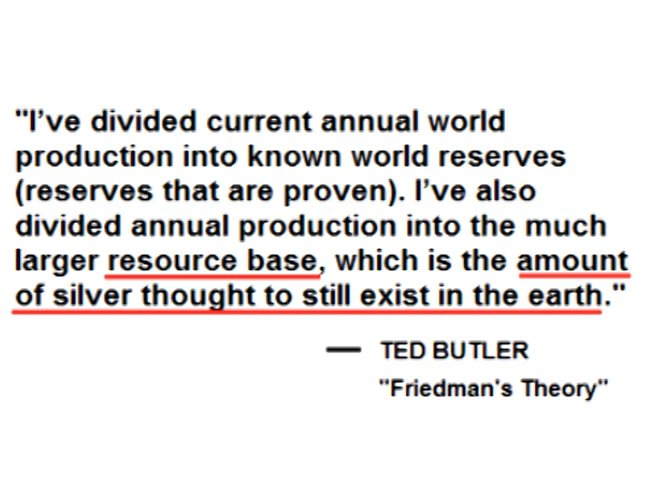 "I've divided current annual world
production into known world reserves
(reserves that are proven). I've also
divided annual production into the much
larger resource base, which is the amount
of silver thought to still exist in the earth."
— TED BUTLER
"Friedman's Theory"